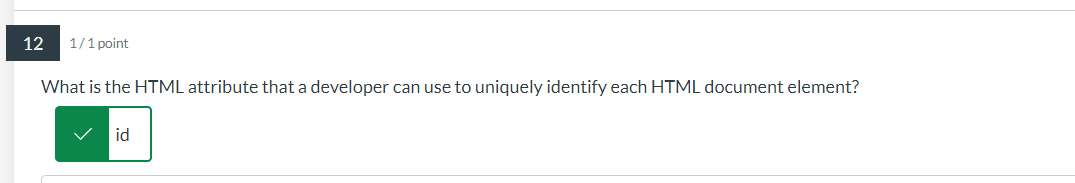 12 1 / 1 point
What is the HTML attribute that a developer can use to uniquely identify each HTML document element?
id